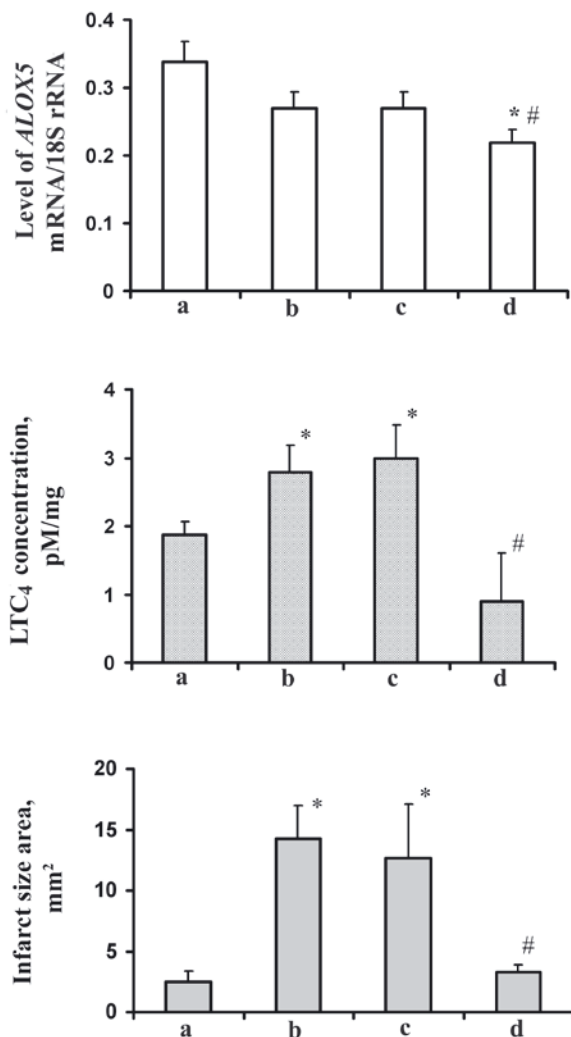 Level of ALOX5
mRNA/18S rRNA
0.4
0.3
0.2
0.1
0
* #
a b c d
LTC₄ concentration,
pM/mg
4
3
2
1
0
*
*
#
a b c d
Infarct size area,
mm²
20
15
10
5
0
*
*
#
a b c d